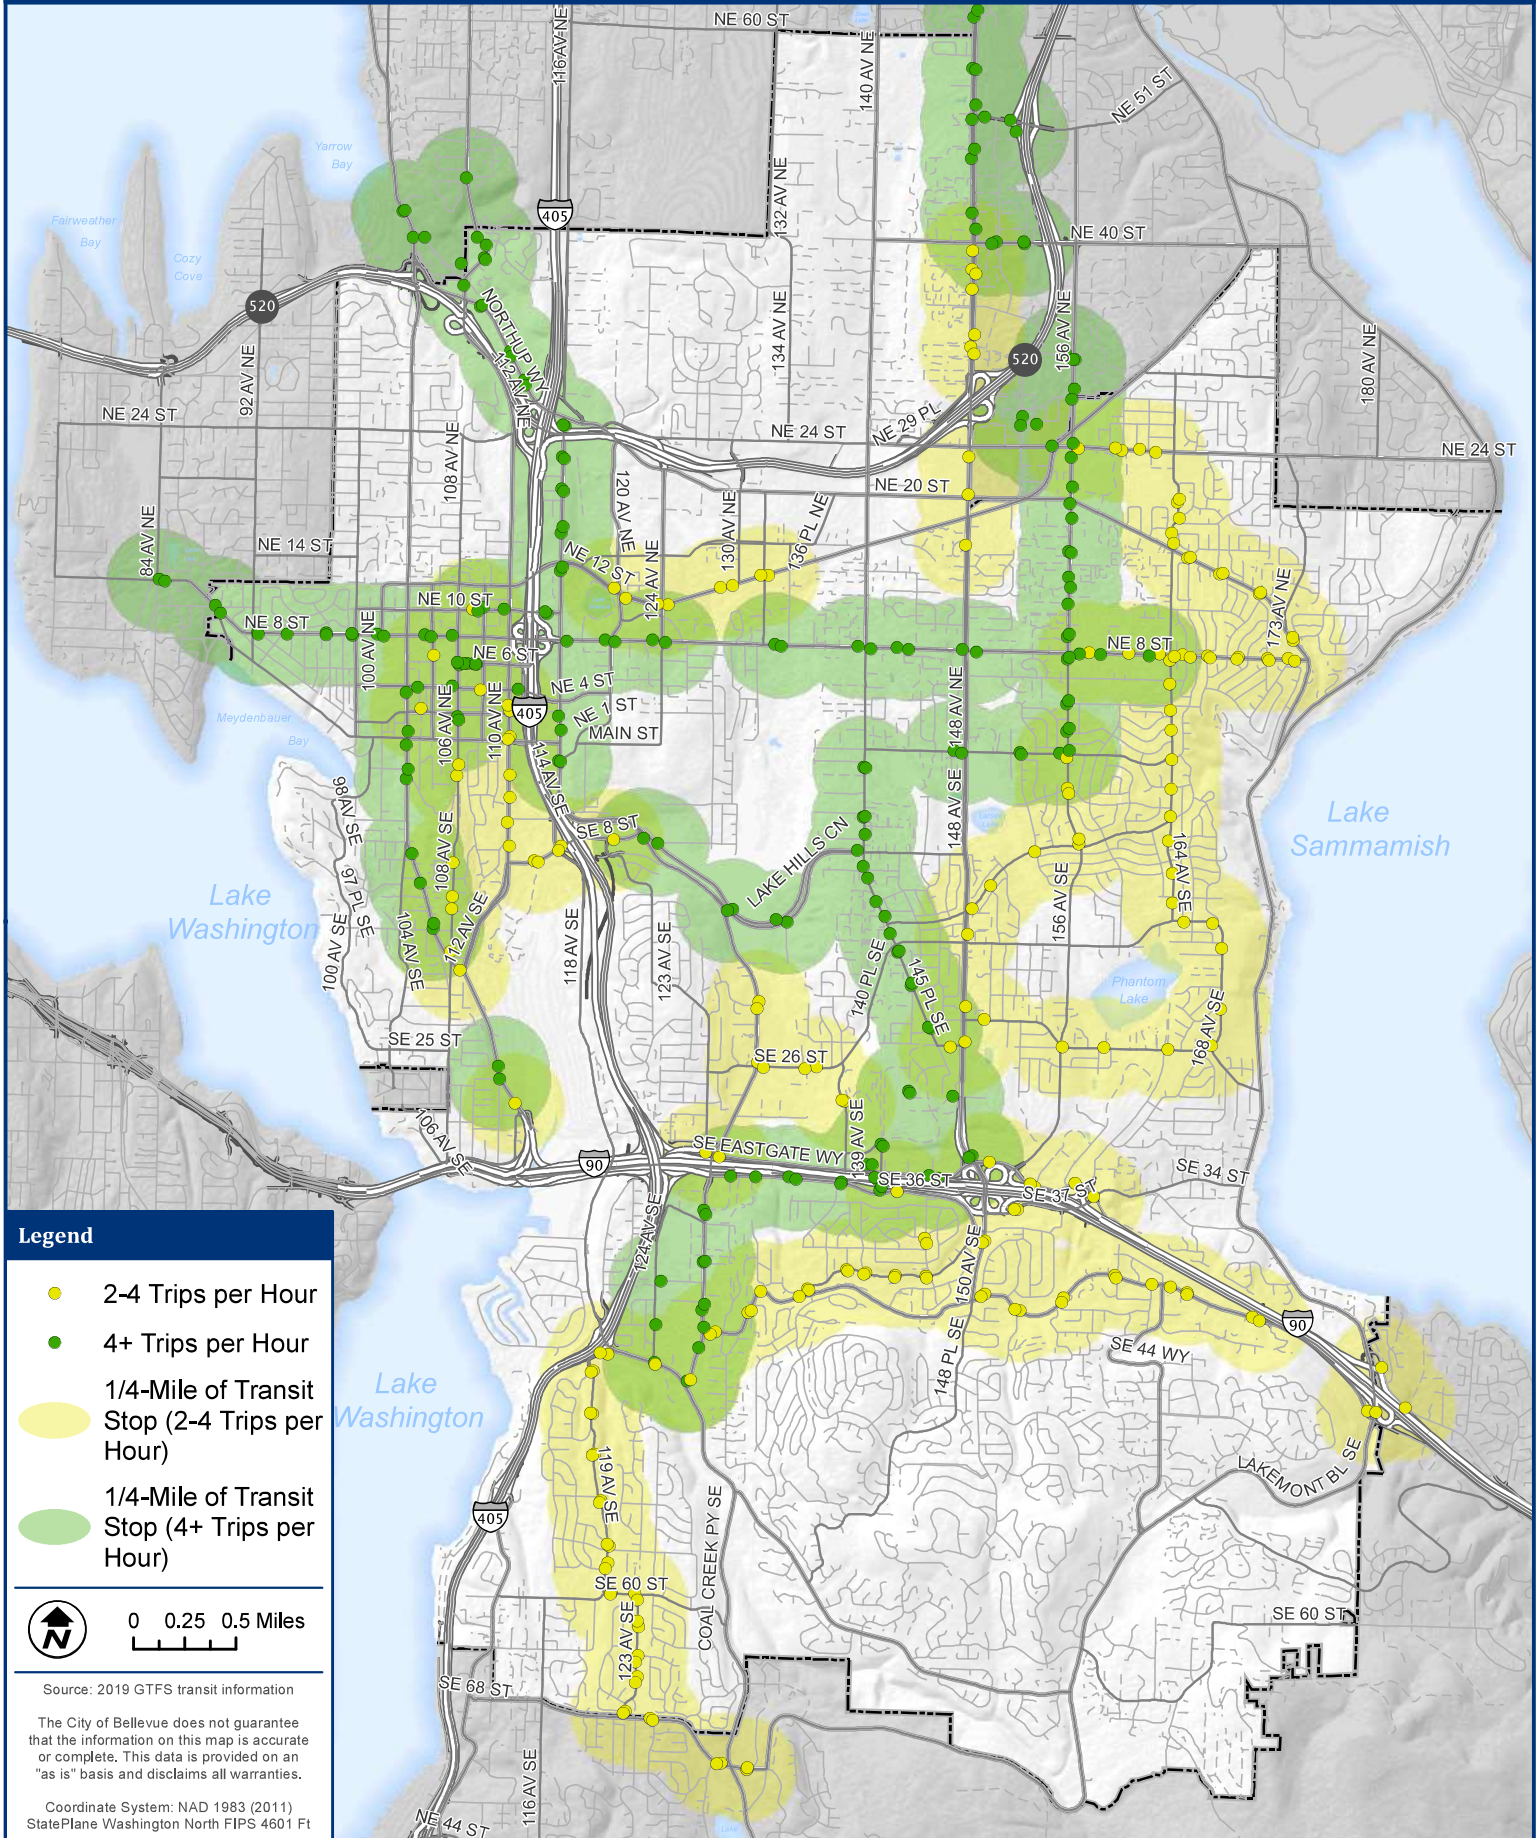 NE 60 ST
116 AV NE
140 AV NE
NE 51 ST
Yarrow
Bay
132 AV NE
405
Fairweather
Bay
NE 40 ST
Cozy
Cove
520
NORTHUP WY
134 AV NE
156 AV NE
520
180 AV NE
92 AV NE
112 AV NE
NE 24 ST
NE 29 PL
NE 24 ST
108 AV NE
NE 24 ST
120 AV NE
NE 20 ST
130 AV NE
136 PL NE
84 AV NE
NE 14 ST
NE 12 ST
124 AV NE
173 AV NE
NE 10 ST
NE 8 ST
100 AV NE
NE 6 ST
NE 8 ST
NE 4 ST
148 AV NE
405
NE 1 ST
Meydenbauer
Bay
106 AV NE
110 AV NE
MAIN ST
114 AV SE
98 AV SE
148 AV SE
Lake
Sammamish
SE 8 ST
LAKE HILLS CN
108 AV SE
164 AV SE
97 PL SE
Larsen
Lake
Lake
Washington
112 AV SE
156 AV SE
100 AV SE
104 AV SE
118 AV SE
123 AV SE
140 PL SE
145 PL SE
Phantom
Lake
168 AV SE
SE 25 ST
SE 26 ST
106 AV SE
139 AV SE
SE EASTGATE WY
90
SE 36 ST
SE 37 ST
SE 34 ST
124 AV SE
150 AV SE
Legend
2-4 Trips per Hour
4+ Trips per Hour
1/4-Mile of Transit
Stop (2-4 Trips per
Hour)
1/4-Mile of Transit
Stop (4+ Trips per
Hour)
N
0 0.25 0.5 Miles
Source: 2019 GTFS transit information
The City of Bellevue does not guarantee
that the information on this map is accurate
or complete. This data is provided on an
"as is" basis and disclaims all warranties.
Coordinate System: NAD 1983 (2011)
StatePlane Washington North FIPS 4601 Ft
90
SE 44 WY
148 PL SE
Lake
Washington
119 AV SE
LAKEMONT BL SE
405
COAL CREEK PY SE
SE 60 ST
SE 60 ST
123 AV SE
SE 68 ST
116 AV SE
NE 44 ST
Lake